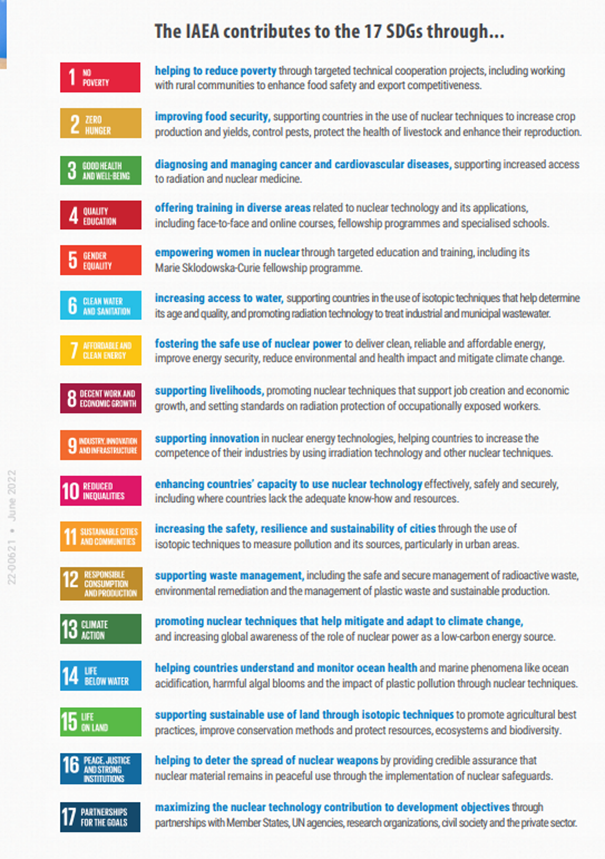 The IAEA contributes to the 17 SDGs through...
1 NO
POVERTY
helping to reduce poverty through targeted technical cooperation projects, including working
with rural communities to enhance food safety and export competitiveness.
2 ZERO
HUNGER
improving food security, supporting countries in the use of nuclear techniques to increase crop
production and yields, control pests, protect the health of livestock and enhance their reproduction.
3 GOOD HEALTH
AND WELL-BEING
diagnosing and managing cancer and cardiovascular diseases, supporting increased access
to radiation and nuclear medicine.
4 QUALITY
EDUCATION
offering training in diverse areas related to nuclear technology and its applications,
including face-to-face and online courses, fellowship programmes and specialised schools.
5 GENDER
EQUALITY
empowering women in nuclear through targeted education and training, including its
Marie Sklodowska-Curie fellowship programme.
6 CLEAN WATER
AND SANITATION
increasing access to water, supporting countries in the use of isotopic techniques that help determine
its age and quality, and promoting radiation technology to treat industrial and municipal wastewater.
7 AFFORDABLE AND
CLEAN ENERGY
fostering the safe use of nuclear power to deliver clean, reliable and affordable energy,
improve energy security, reduce environmental and health impact and mitigate climate change.
8 DECENT WORK AND
ECONOMIC GROWTH
supporting livelihoods, promoting nuclear techniques that support job creation and economic
growth, and setting standards on radiation protection of occupationally exposed workers.
9 INDUSTRY, INNOVATION
AND INFRASTRUCTURE
supporting innovation in nuclear energy technologies, helping countries to increase the
competence of their industries by using irradiation technology and other nuclear techniques.
10 REDUCED
INEQUALITIES
enhancing countries' capacity to use nuclear technology effectively, safely and securely,
including where countries lack the adequate know-how and resources.
11 SUSTAINABLE CITIES
AND COMMUNITIES
increasing the safety, resilience and sustainability of cities through the use of
isotopic techniques to measure pollution and its sources, particularly in urban areas.
12 RESPONSIBLE
CONSUMPTION
AND PRODUCTION
supporting waste management, including the safe and secure management of radioactive waste,
environmental remediation and the management of plastic waste and sustainable production.
13 CLIMATE
ACTION
promoting nuclear techniques that help mitigate and adapt to climate change,
and increasing global awareness of the role of nuclear power as a low-carbon energy source.
14 LIFE
BELOW WATER
helping countries understand and monitor ocean health and marine phenomena like ocean
acidification, harmful algal blooms and the impact of plastic pollution through nuclear techniques.
15 LIFE
ON LAND
supporting sustainable use of land through isotopic techniques to promote agricultural best
practices, improve conservation methods and protect resources, ecosystems and biodiversity.
16 PEACE, JUSTICE
AND STRONG
INSTITUTIONS
helping to deter the spread of nuclear weapons by providing credible assurance that
nuclear material remains in peaceful use through the implementation of nuclear safeguards.
17 PARTNERSHIPS
FOR THE GOALS
maximizing the nuclear technology contribution to development objectives through
partnerships with Member States, UN agencies, research organizations, civil society and the private sector.
22-00621 • June 2022